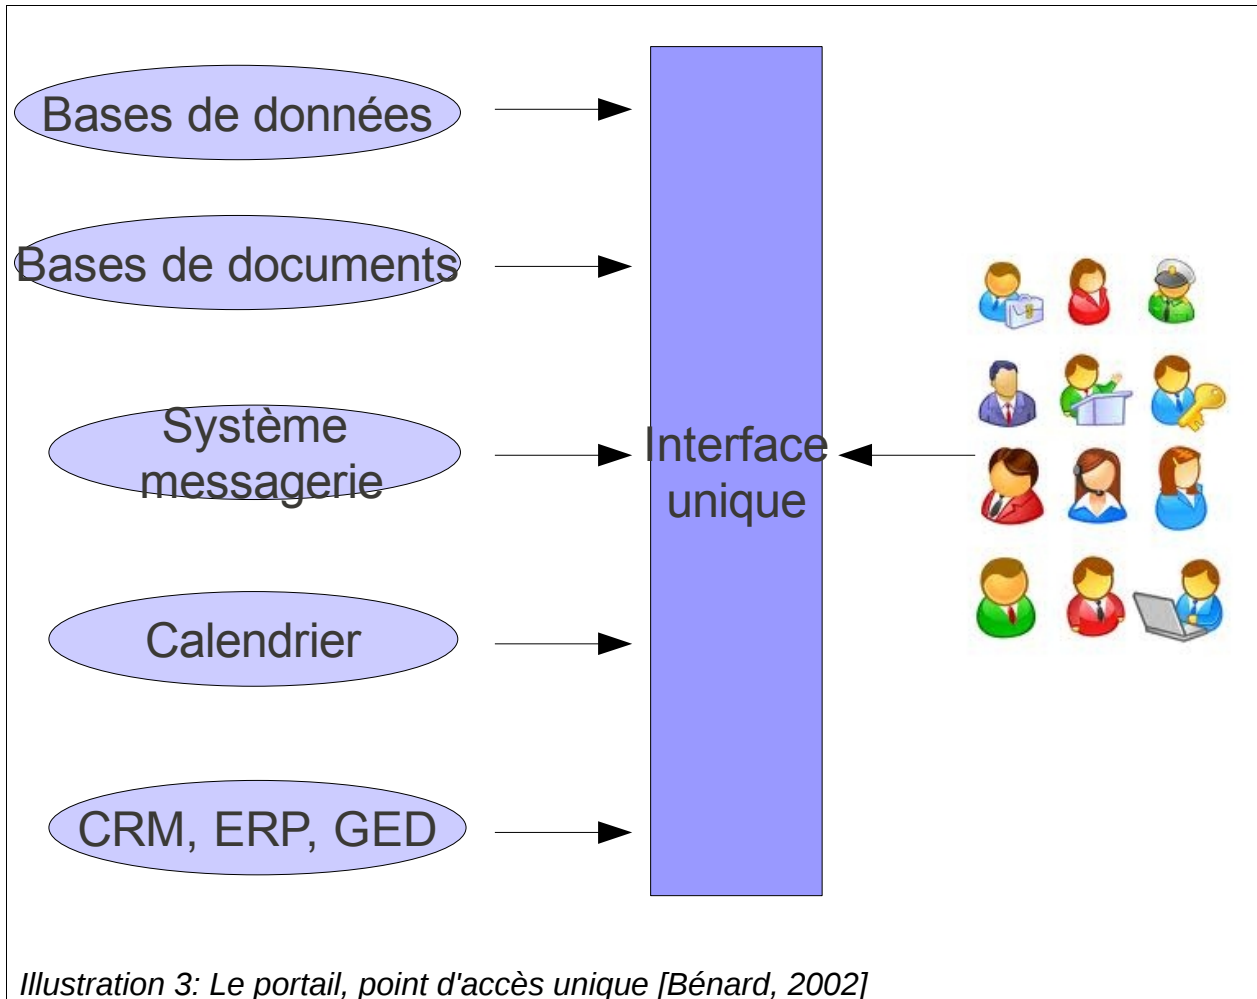 Bases de données
Bases de documents
Système
messagerie
Calendrier
CRM, ERP, GED
Interface
unique
Illustration 3: Le portail, point d'accès unique [Bénard, 2002]